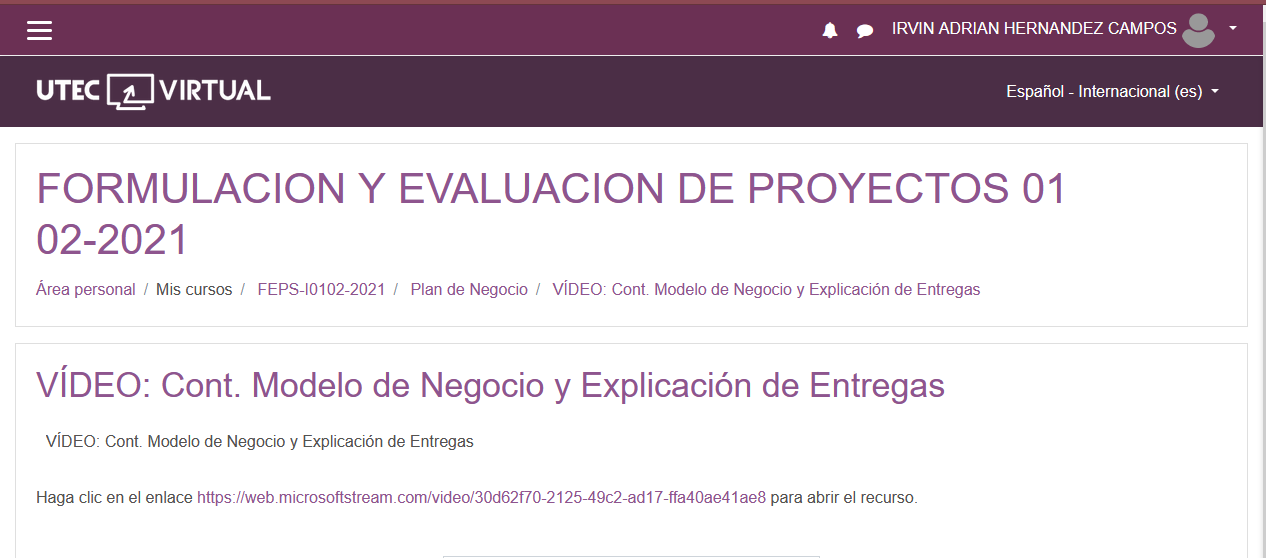 IRVIN ADRIAN HERNANDEZ CAMPOS
UTEC VIRTUAL
Español - Internacional (es)
FORMULACION Y EVALUACION DE PROYECTOS 01
02-2021
Área personal / Mis cursos / FEPS-I0102-2021 / Plan de Negocio / VÍDEO: Cont. Modelo de Negocio y Explicación de Entregas
VÍDEO: Cont. Modelo de Negocio y Explicación de Entregas
VÍDEO: Cont. Modelo de Negocio y Explicación de Entregas
Haga clic en el enlace https://web.microsoftstream.com/video/30d62f70-2125-49c2-ad17-ffa40ae41ae8 para abrir el recurso.